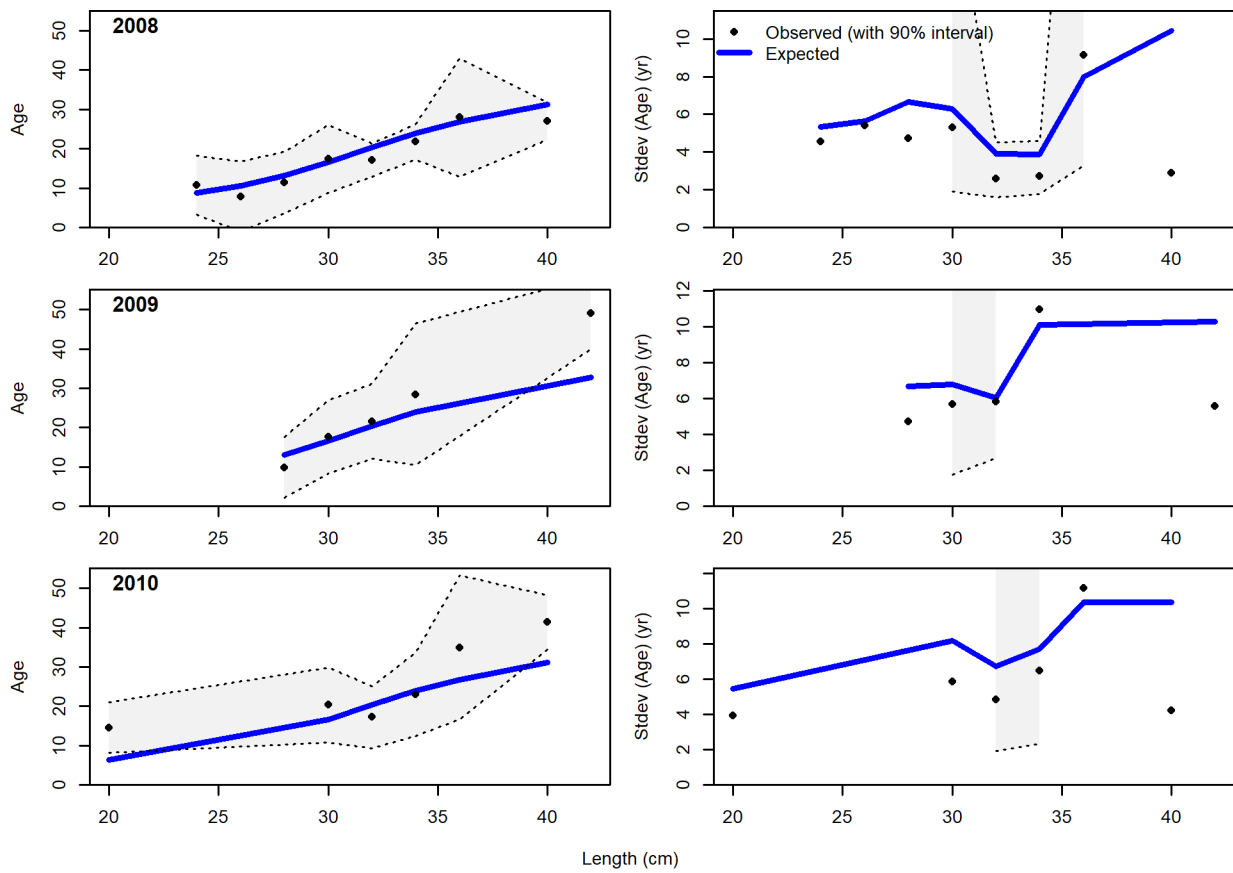 2008
Age
0 10 20 30 40 50
20 25 30 35 40
Observed (with 90% interval)
Expected
Stdev (Age) (yr)
0 2 4 6 8 10
20 25 30 35 40
2009
Age
0 10 20 30 40 50
20 25 30 35 40
Stdev (Age) (yr)
0 2 4 6 8 10 12
20 25 30 35 40
2010
Age
0 10 20 30 40 50
20 25 30 35 40
Stdev (Age) (yr)
0 2 4 6 8 10
20 25 30 35 40
Length (cm)